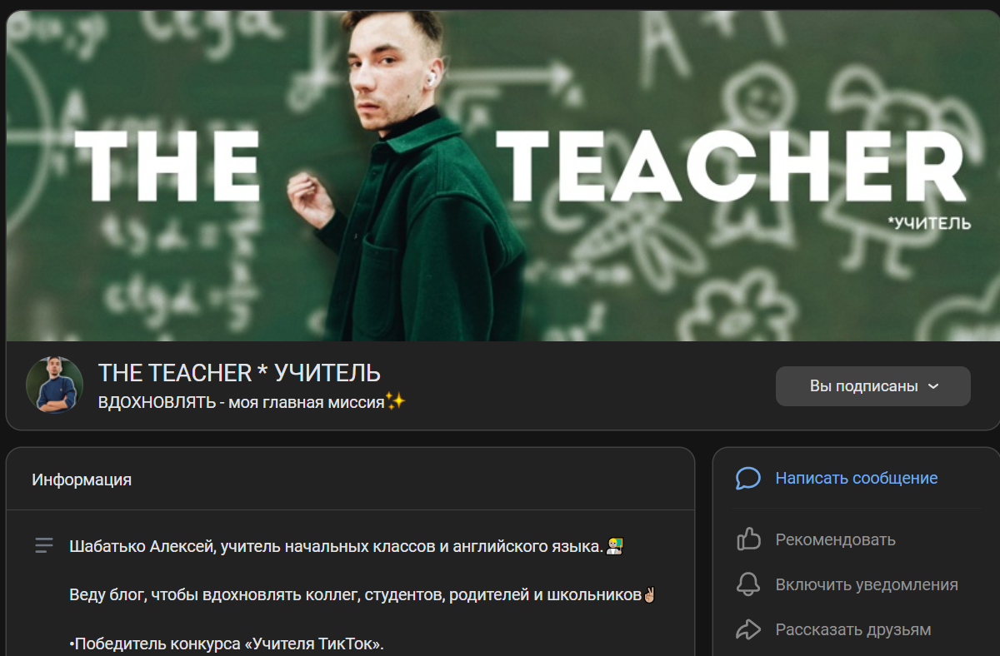 THE TEACHER
*УЧИТЕЛЬ
THE TEACHER * УЧИТЕЛЬ
ВДОХНОВЛЯТЬ - моя главная миссия✨
Вы подписаны
Информация
Шабатько Алексей, учитель начальных классов и английского языка.👨‍🏫
Веду блог, чтобы вдохновлять коллег, студентов, родителей и школьников✌🏼
•Победитель конкурса «Учителя ТикТок».
Написать сообщение
Рекомендовать
Включить уведомления
Рассказать друзьям